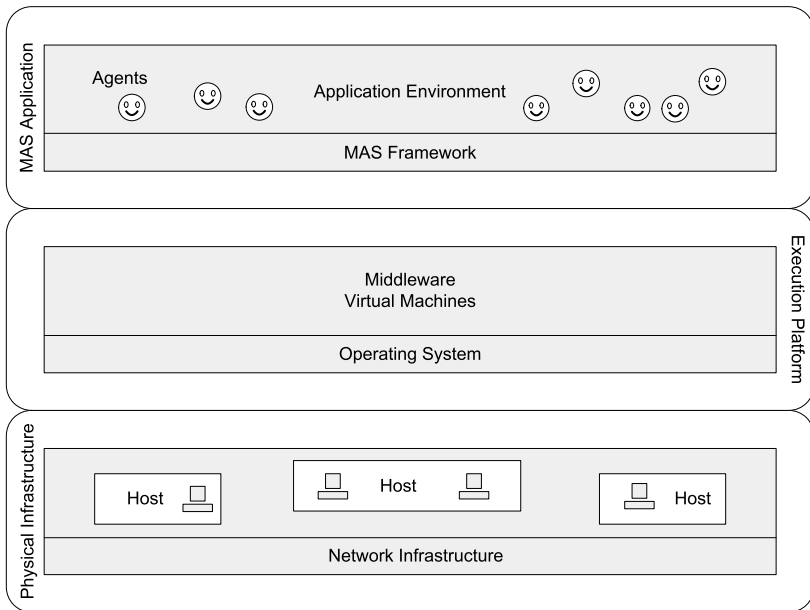 MAS Application
Agents
Application Environment
MAS Framework
Execution Platform
Middleware
Virtual Machines
Operating System
Physical Infrastructure
Host
Host
Host
Network Infrastructure